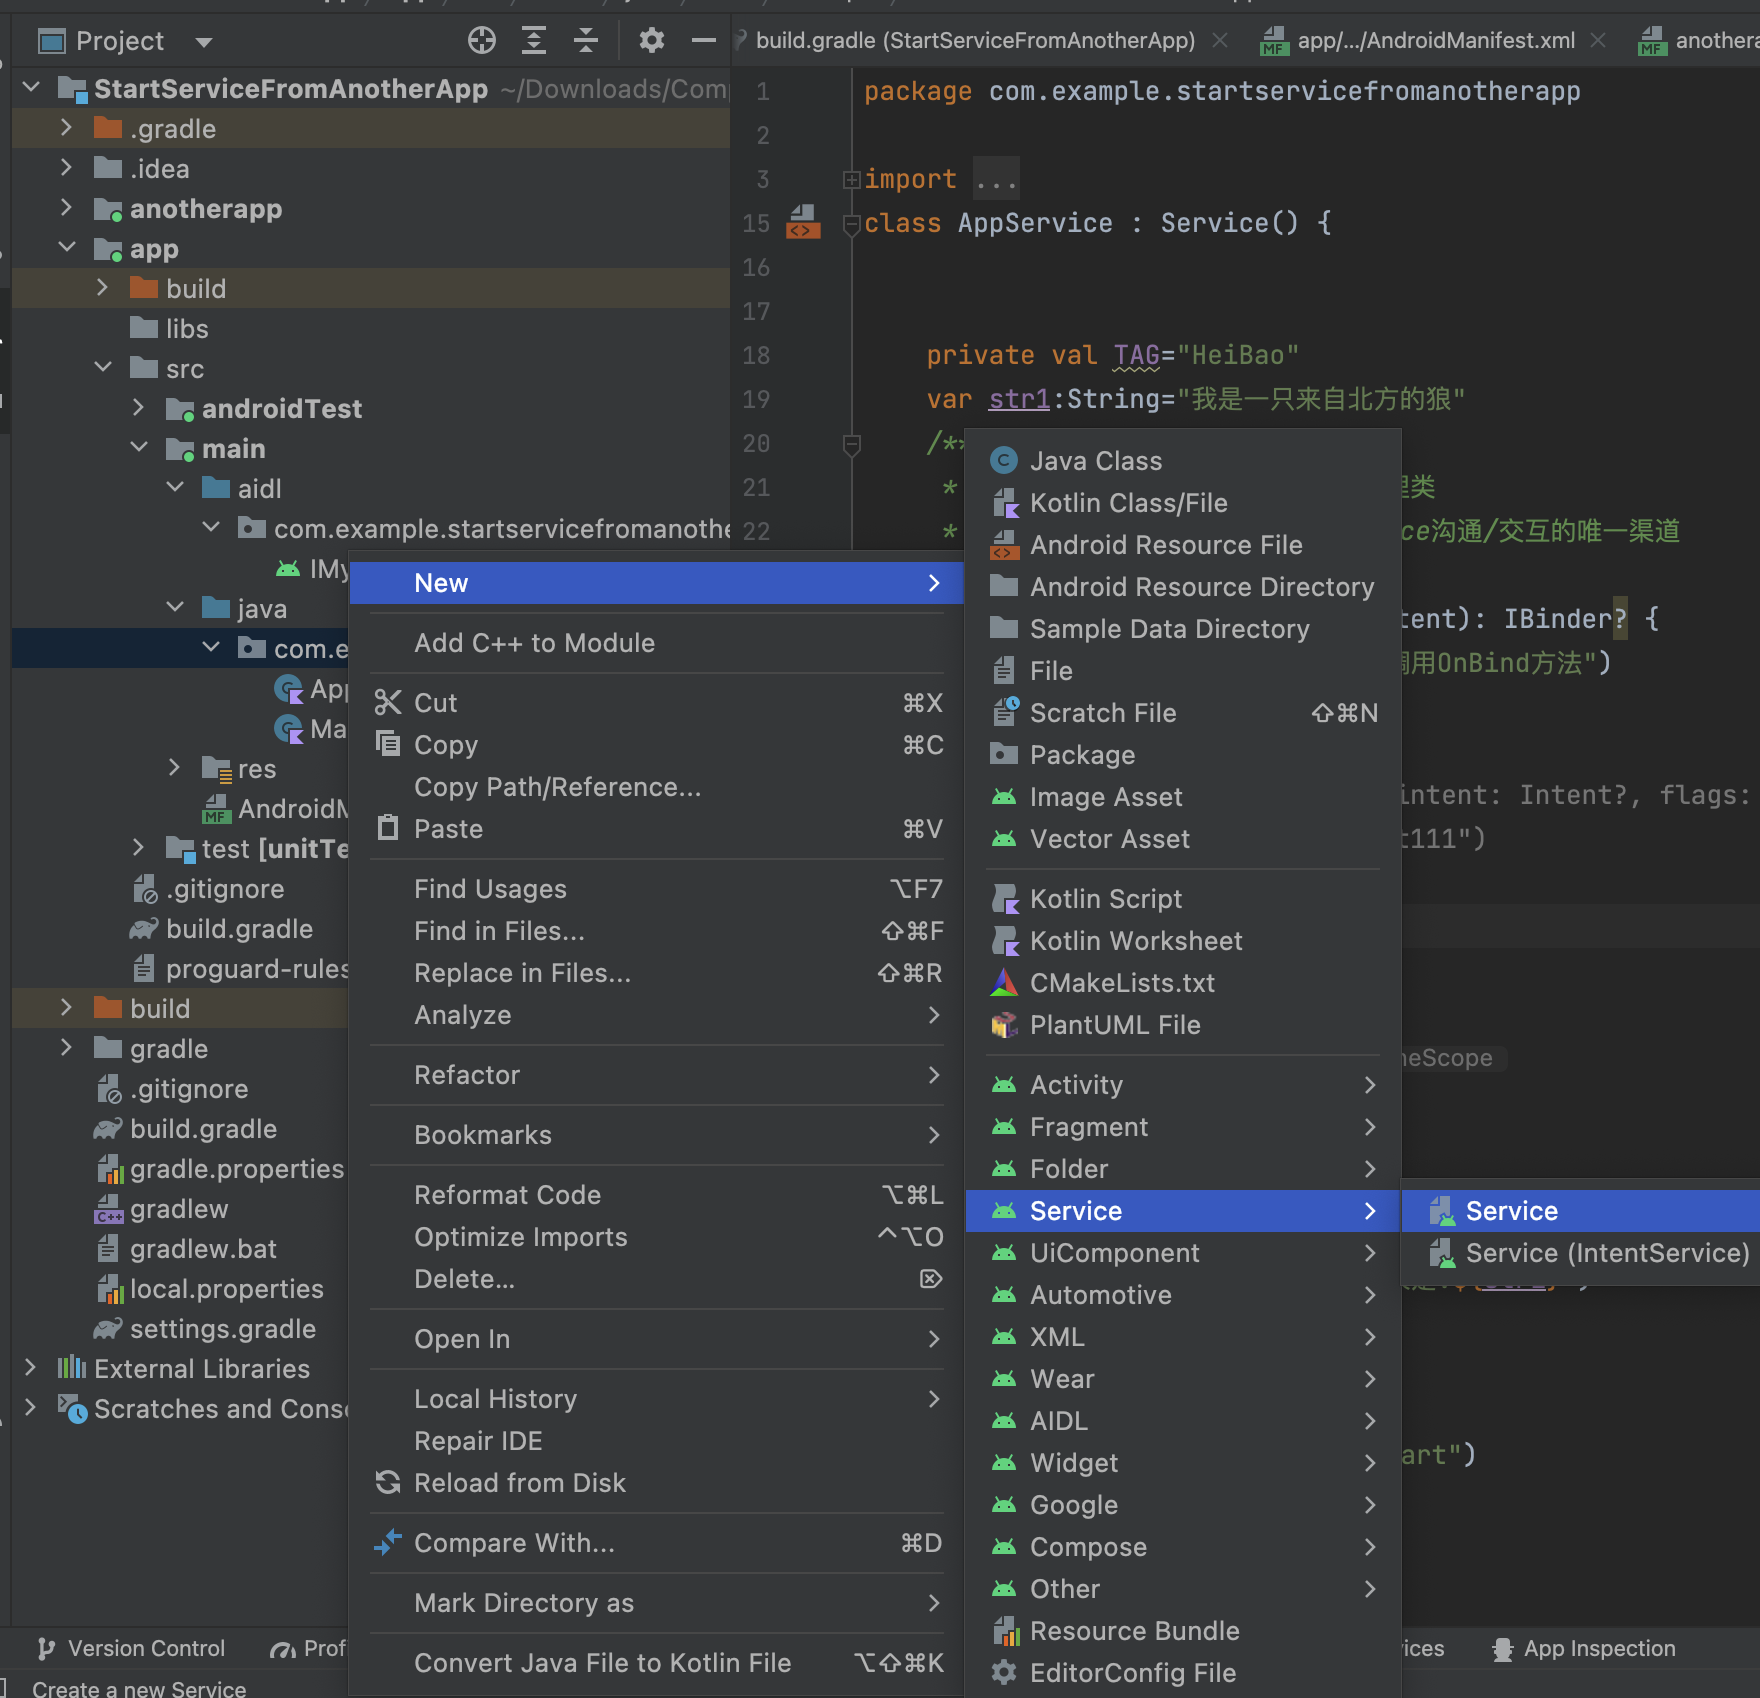 Project
build.gradle (StartServiceFromAnotherApp)
app/.../AndroidManifest.xml
StartServiceFromAnotherApp ~/Downloads/
.gradle
.idea
anotherapp
app
build
libs
src
androidTest
main
aidl
com.example.startservicefromanothe
java
com.e
res
test [unitTe
.gitignore
build.gradle
proguard-rules
build
gradle
.gitignore
build.gradle
gradle.properties
gradlew
gradlew.bat
local.properties
settings.gradle
External Libraries
Scratches and Conso
1 package com.example.startservicefromanotherapp
2
3 import ...
15 class AppService : Service() {
16
17
18 private val TAG="HeiBao"
19 var str1:String="我是一只来自北方的狼"
20 /**
21 * 理类
22 * ce沟通/交互的唯一渠道
tent): IBinder? {
调用OnBind方法")
intent: Intent?, flags:
t111")
neScope
art")
New
Add C++ to Module
Cut ⌘X
Copy ⌘C
Copy Path/Reference...
Paste ⌘V
Find Usages ⌥F7
Find in Files... ⇧⌘F
Replace in Files... ⇧⌘R
Analyze
Refactor
Bookmarks
Reformat Code ⌥⌘L
Optimize Imports ^⌥O
Delete... ⌦
Open In
Local History
Repair IDE
Reload from Disk
Compare With... ⌘D
Mark Directory as
Convert Java File to Kotlin File ⌥⇧⌘K
Java Class
Kotlin Class/File
Android Resource File
Android Resource Directory
Sample Data Directory
File
Scratch File ⇧⌘N
Package
Image Asset
Vector Asset
Kotlin Script
Kotlin Worksheet
CMakeLists.txt
PlantUML File
Activity
Fragment
Folder
Service
UiComponent
Automotive
XML
Wear
AIDL
Widget
Google
Compose
Other
Resource Bundle
EditorConfig File
Service
Service (IntentService)
Version Control
Prof
vices
App Inspection
Create a new Service